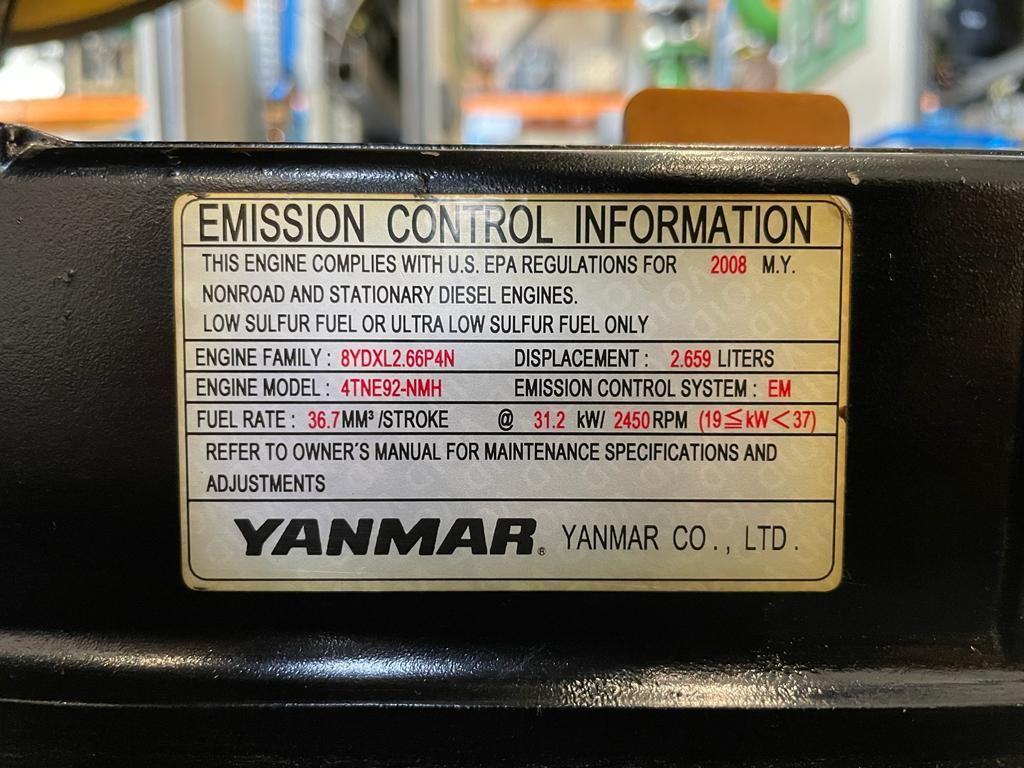 EMISSION CONTROL INFORMATION
THIS ENGINE COMPLIES WITH U.S. EPA REGULATIONS FOR 2008 M.Y.
NONROAD AND STATIONARY DIESEL ENGINES.
LOW SULFUR FUEL OR ULTRA LOW SULFUR FUEL ONLY
ENGINE FAMILY : 8YDXL2.66P4N DISPLACEMENT : 2.659 LITERS
ENGINE MODEL : 4TNE92-NMH EMISSION CONTROL SYSTEM : EM
FUEL RATE : 36.7 MM³ /STROKE @ 31.2 kW/ 2450 RPM (19≦kW<37)
REFER TO OWNER´S MANUAL FOR MAINTENANCE SPECIFICATIONS AND
ADJUSTMENTS
YANMAR® YANMAR CO., LTD.